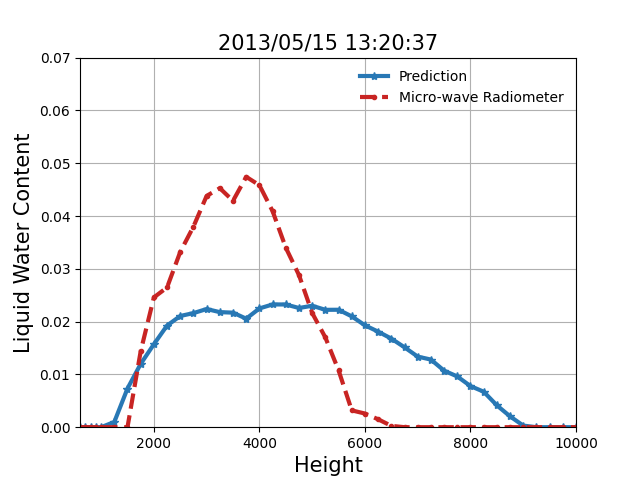 2013/05/15 13:20:37
Prediction
Micro-wave Radiometer
0.07
0.06
0.05
0.04
0.03
0.02
0.01
0.00
Liquid Water Content
2000 4000 6000 8000 10000
Height